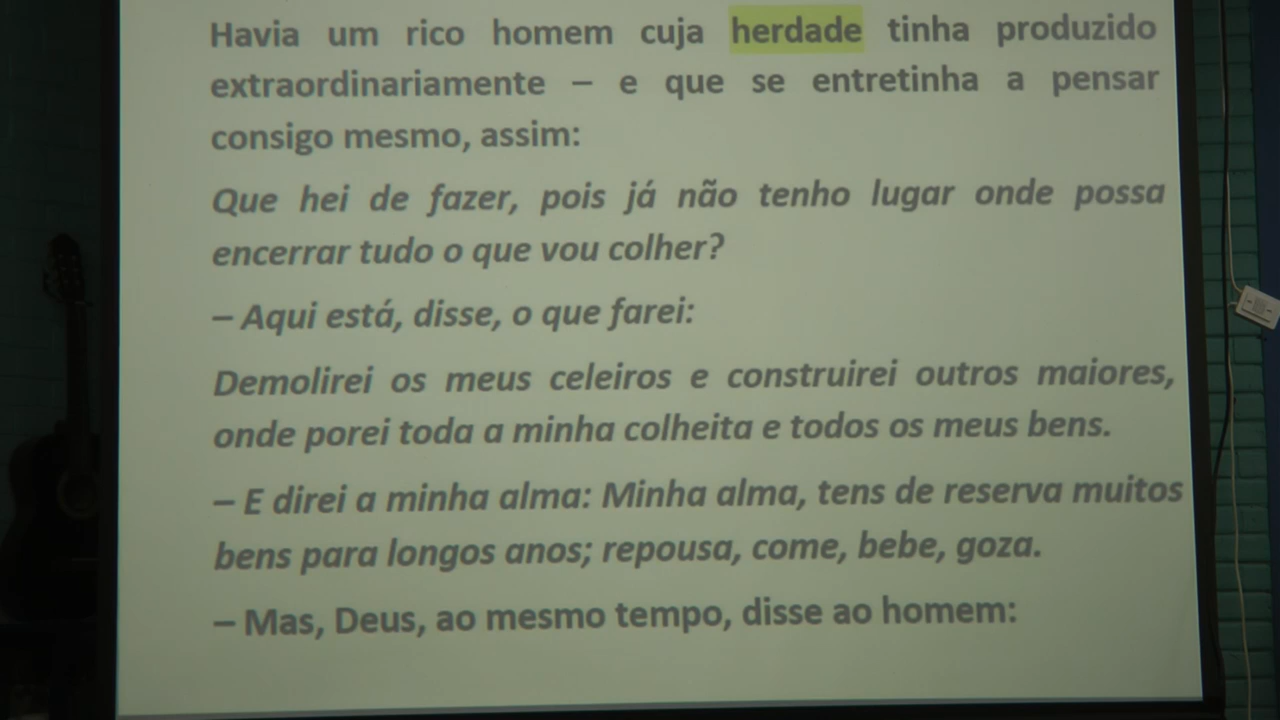 Havia um rico homem cuja herdade tinha produzido
extraordinariamente – e que se entretinha a pensar
consigo mesmo, assim:
Que hei de fazer, pois já não tenho lugar onde possa
encerrar tudo o que vou colher?
– Aqui está, disse, o que farei:
Demolirei os meus celeiros e construirei outros maiores,
onde porei toda a minha colheita e todos os meus bens.
– E direi a minha alma: Minha alma, tens de reserva muitos
bens para longos anos; repousa, come, bebe, goza.
– Mas, Deus, ao mesmo tempo, disse ao homem: